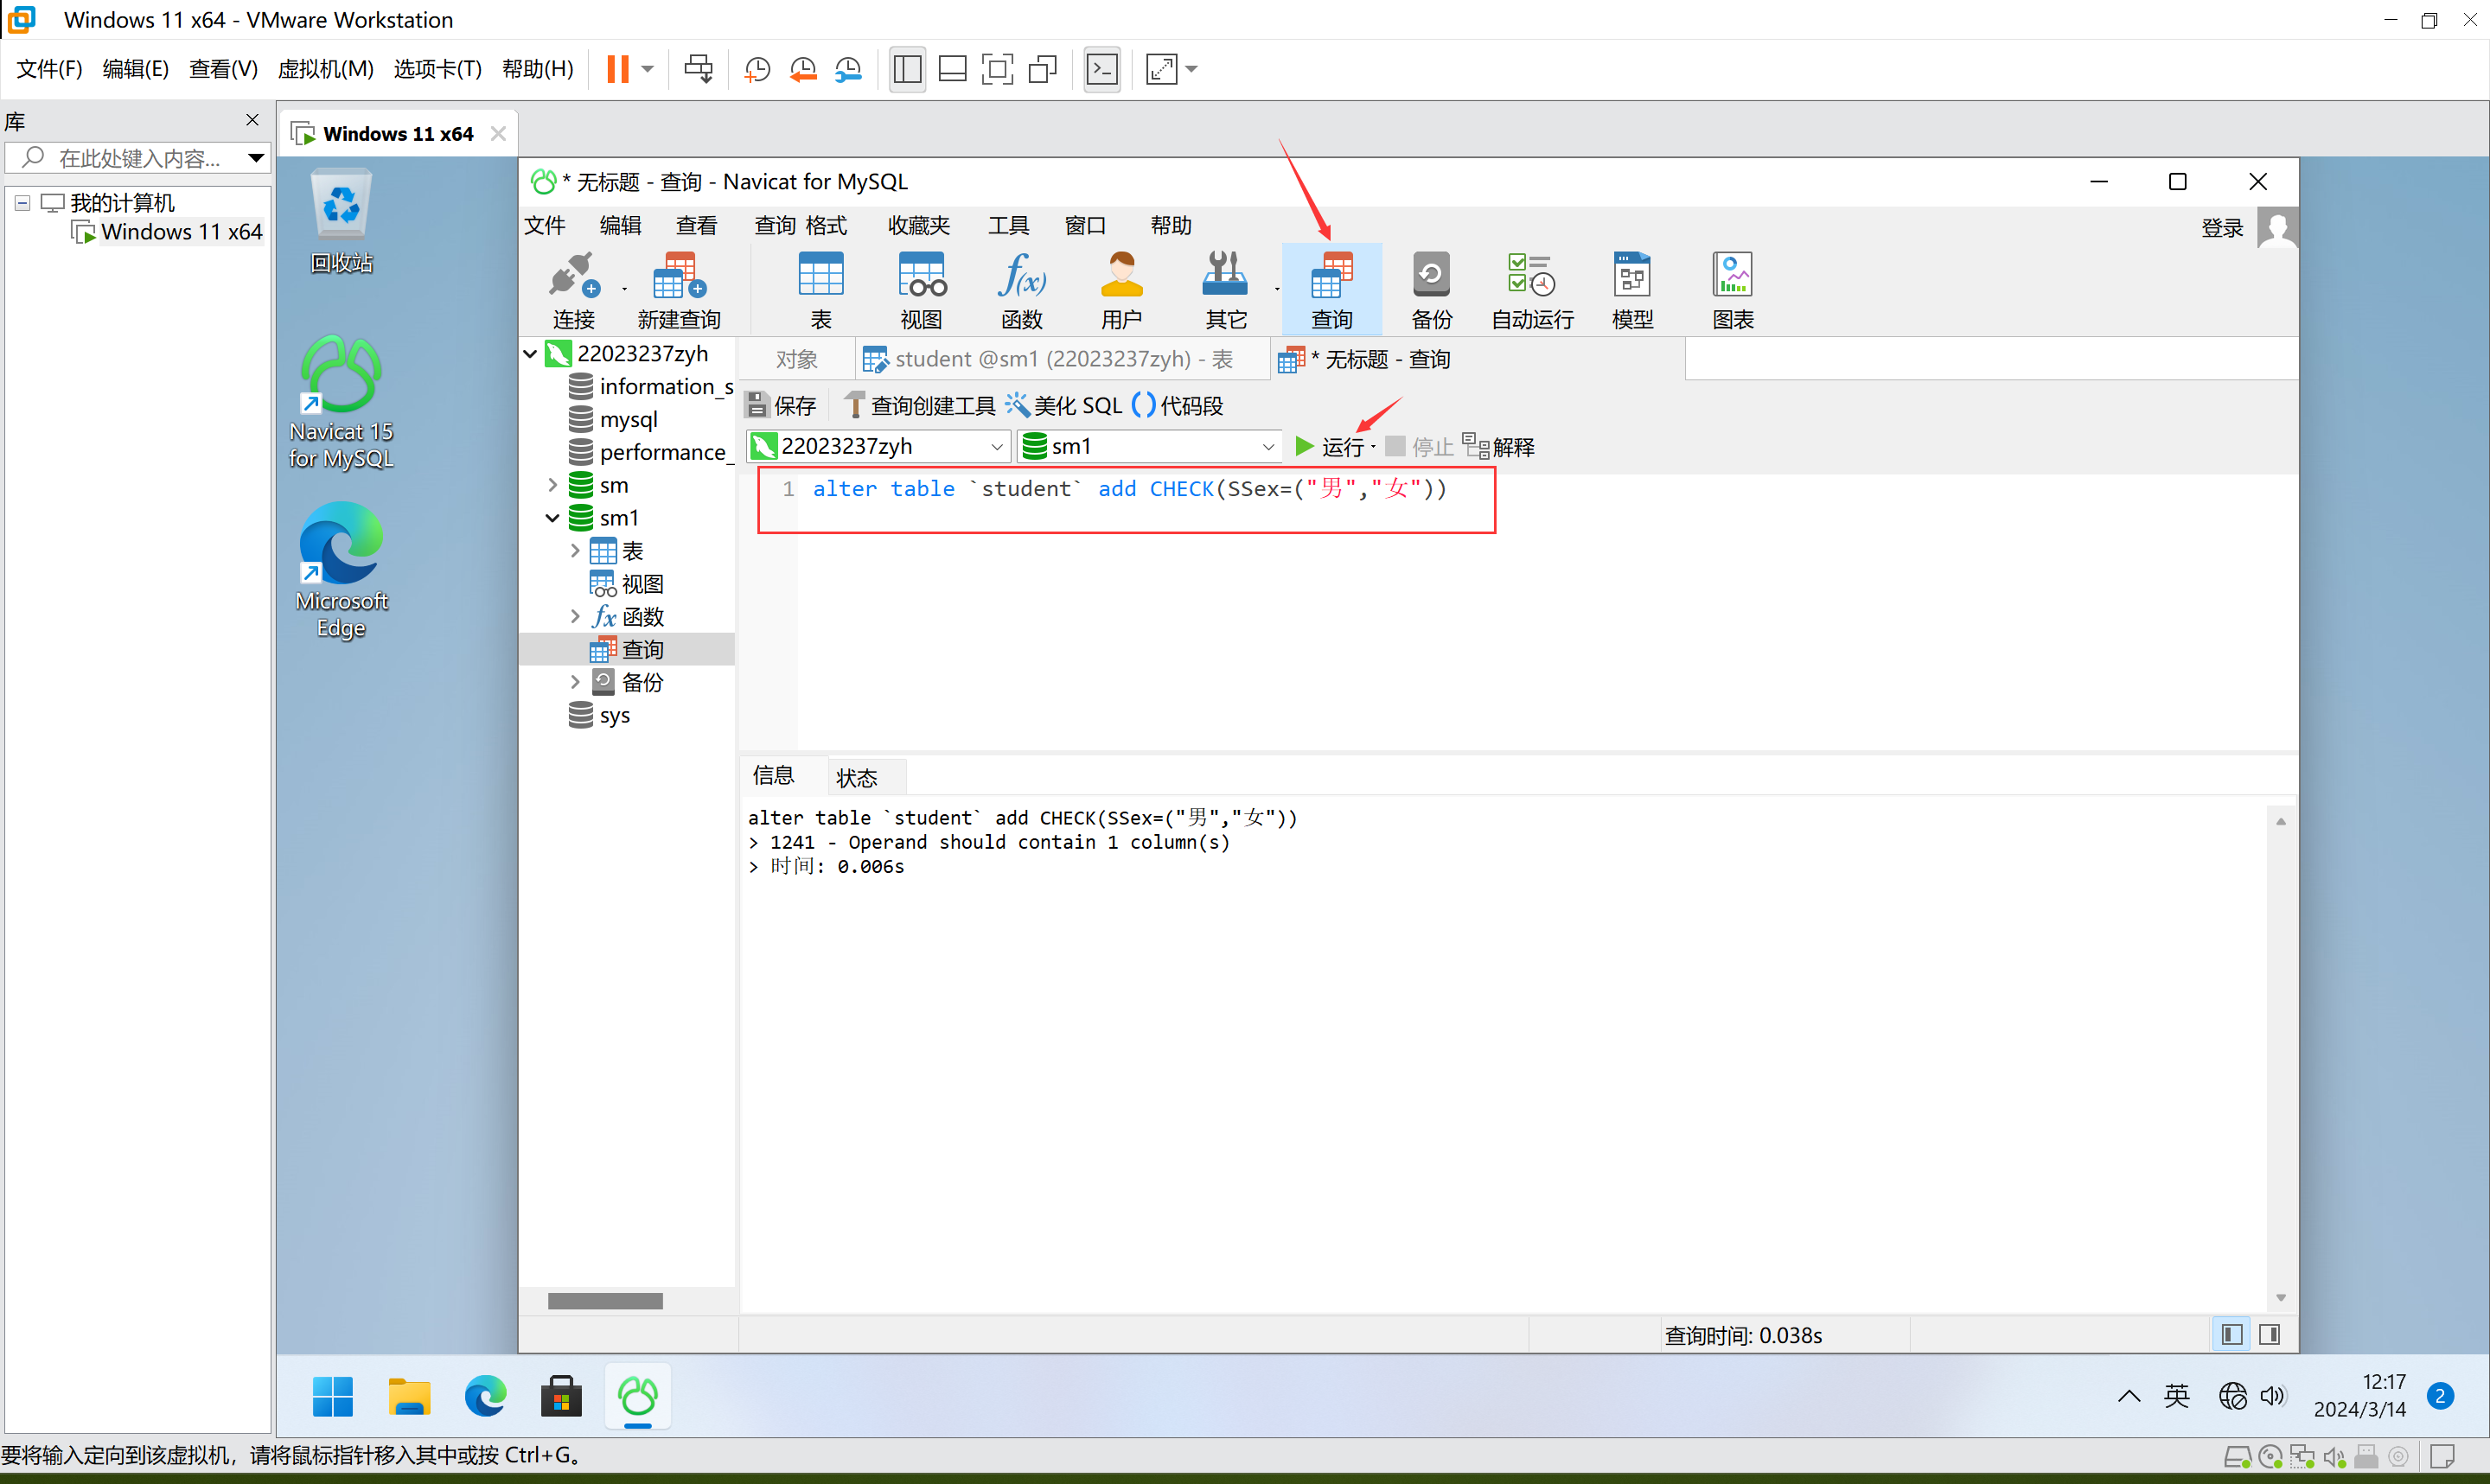 Windows 11 x64 - VMware Workstation
文件(F) 编辑(E) 查看(V) 虚拟机(M) 选项卡(T) 帮助(H)
库
在此处键入内容...
我的计算机
Windows 11 x64
Windows 11 x64
回收站
Navicat 15
for MySQL
Microsoft
Edge
* 无标题 - 查询 - Navicat for MySQL
文件 编辑 查看 查询 格式 收藏夹 工具 窗口 帮助
登录
连接 新建查询 表 视图 函数 用户 其它 查询 备份 自动运行 模型 图表
22023237zyh
information_s
mysql
performance_
sm
sm1
表
视图
函数
查询
备份
sys
对象 student @sm1 (22023237zyh) - 表 * 无标题 - 查询
保存 查询创建工具 美化 SQL () 代码段
22023237zyh sm1 运行 停止 解释
1 alter table `student` add CHECK(SSex=("男","女"))
信息 状态
alter table `student` add CHECK(SSex=("男","女"))
> 1241 - Operand should contain 1 column(s)
> 时间: 0.006s
查询时间: 0.038s
英
12:17
2024/3/14
2
要将输入定向到该虚拟机，请将鼠标指针移入其中或按 Ctrl+G。